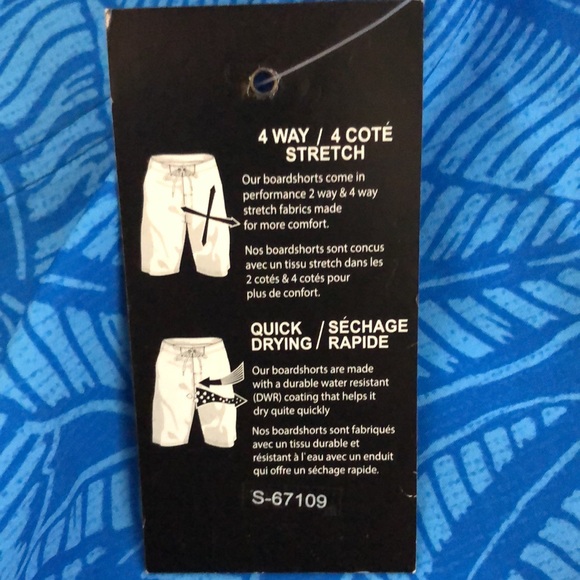 4 WAY / 4 COTÉ
STRETCH
Our boardshorts come in
performance 2 way & 4 way
stretch fabrics made
for more comfort.
Nos boardshorts sont concus
avec un tissu stretch dans les
2 cotés & 4 cotés pour
plus de confort.
QUICK / SÉCHAGE
DRYING / RAPIDE
Our boardshorts are made
with a durable water resistant
(DWR) coating that helps it
dry quite quickly
Nos boardshorts sont fabriqués
avec un tissu durable et
résistant à l'eau avec un enduit
qui offre un séchage rapide.
S-67109